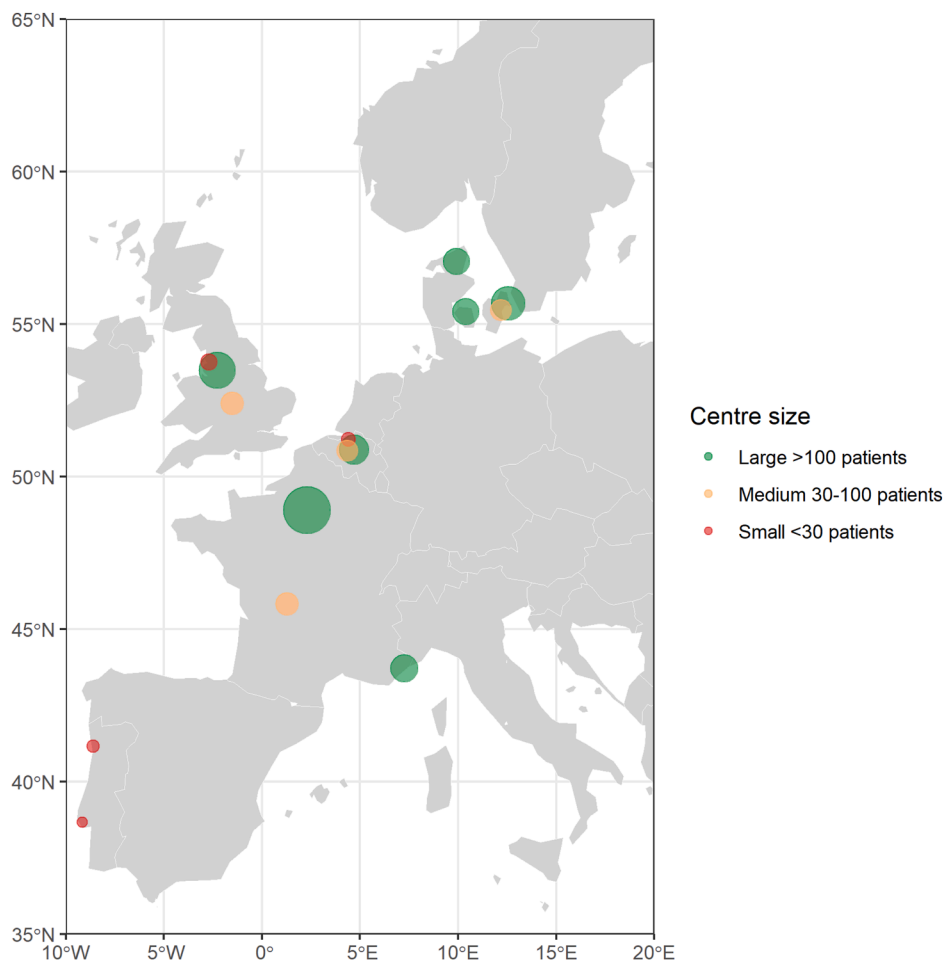 65°N
60°N
55°N
50°N
45°N
40°N
35°N
10°W 5°W 0° 5°E 10°E 15°E 20°E
Centre size
Large >100 patients
Medium 30-100 patients
Small <30 patients